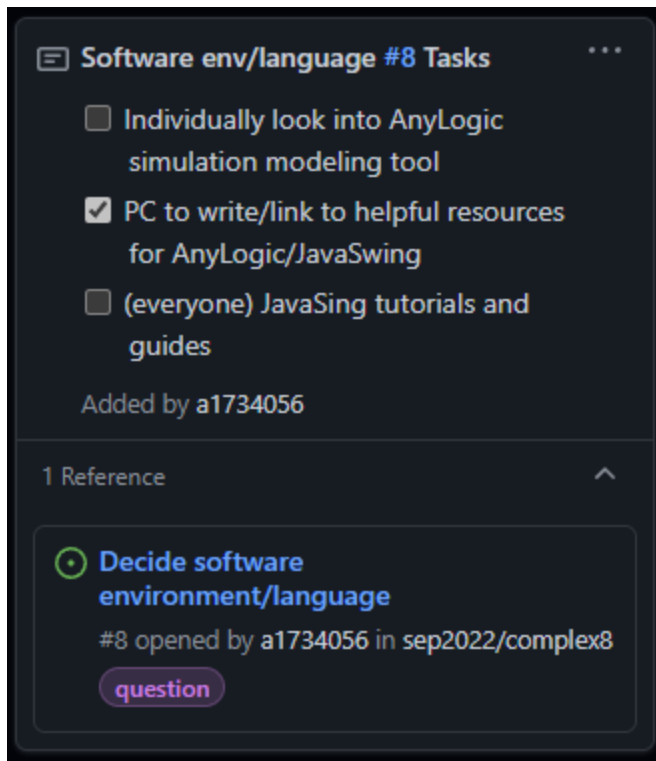 Software env/language #8 Tasks
Individually look into AnyLogic
simulation modeling tool
PC to write/link to helpful resources
for AnyLogic/JavaSwing
(everyone) JavaSing tutorials and
guides
Added by a1734056
1 Reference
Decide software
environment/language
#8 opened by a1734056 in sep2022/complex8
question